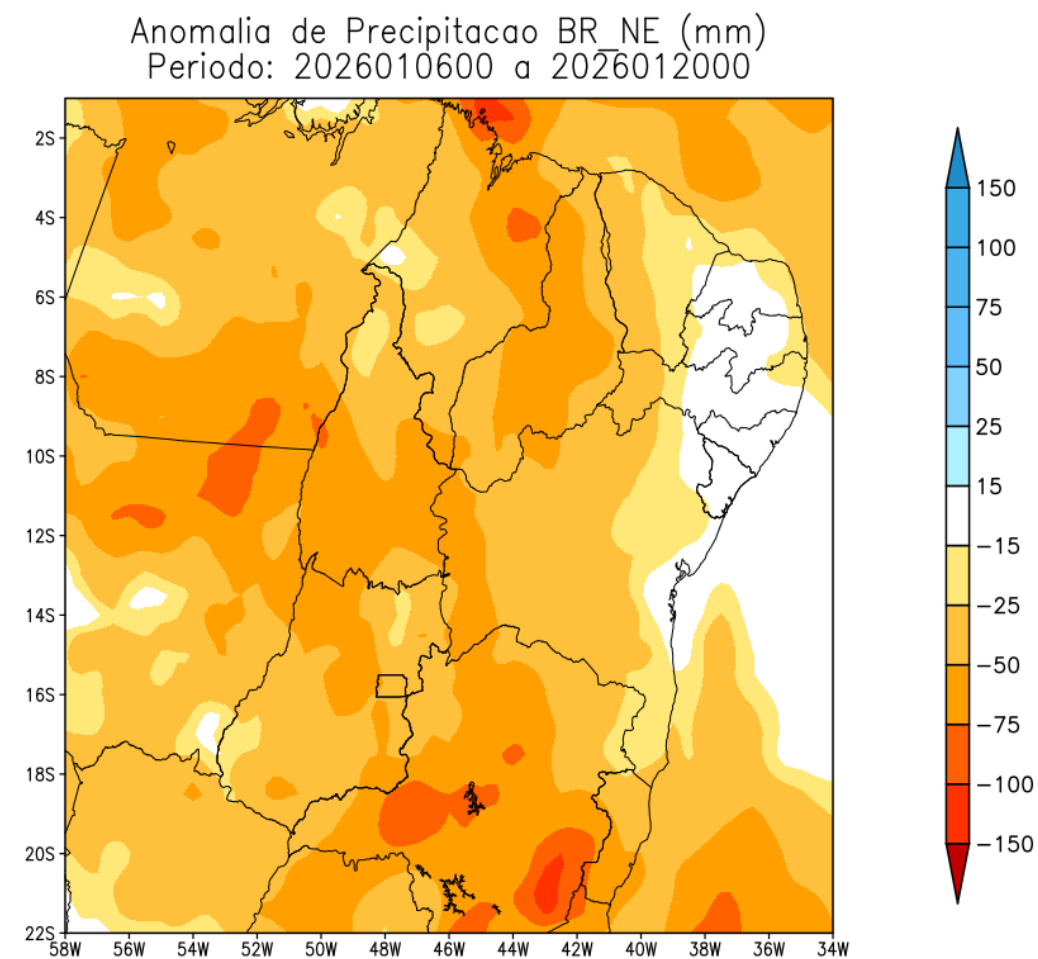 Anomalia de Precipitacao BR_NE (mm)
Periodo: 2026010600 a 2026012000
2S
4S
6S
8S
10S
12S
14S
16S
18S
20S
22S
58W 56W 54W 52W 50W 48W 46W 44W 42W 40W 38W 36W 34W
150
100
75
50
25
15
−15
−25
−50
−75
−100
−150